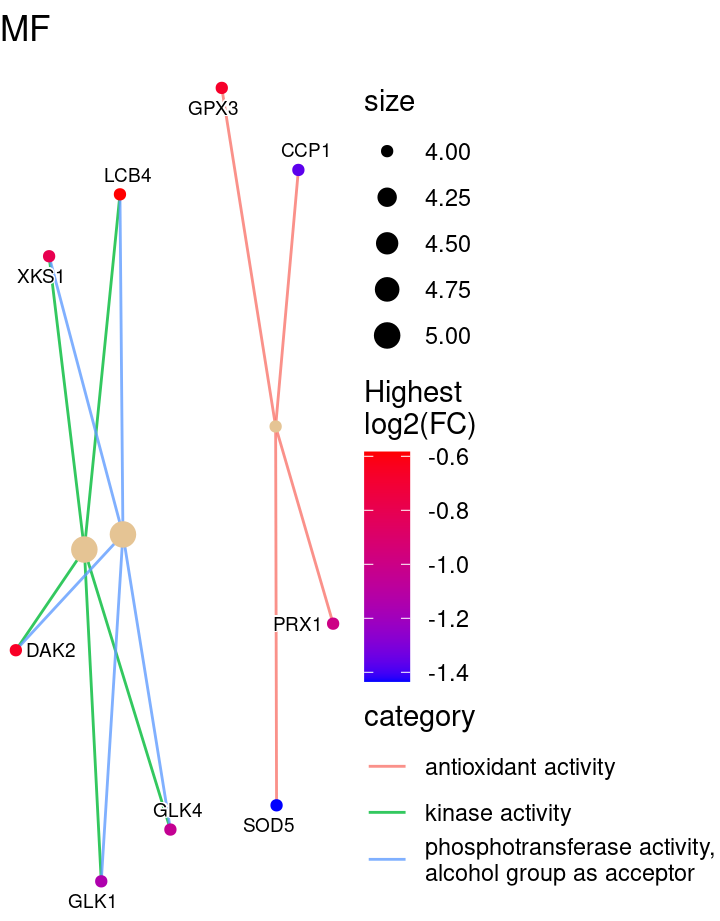 MF
GPX3
CCP1
LCB4
XKS1
PRX1
DAK2
GLK4
SOD5
GLK1
size
4.00
4.25
4.50
4.75
5.00
Highest
log2(FC)
-0.6
-0.8
-1.0
-1.2
-1.4
category
antioxidant activity
kinase activity
phosphotransferase activity,
alcohol group as acceptor